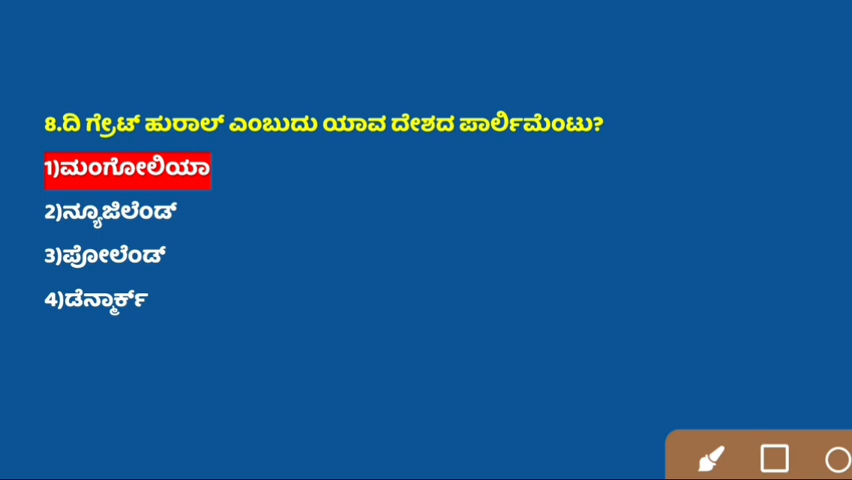 8.ದಿ ಗ್ರೇಟ್ ಹುರಾಲ್ ಎಂಬುದು ಯಾವ ದೇಶದ ಪಾರ್ಲಿಮೆಂಟು?
1)ಮಂಗೋಲಿಯಾ
2)ನ್ಯೂಜಿಲೆಂಡ್
3)ಪೋಲೆಂಡ್
4)ಡೆನ್ಮಾರ್ಕ್